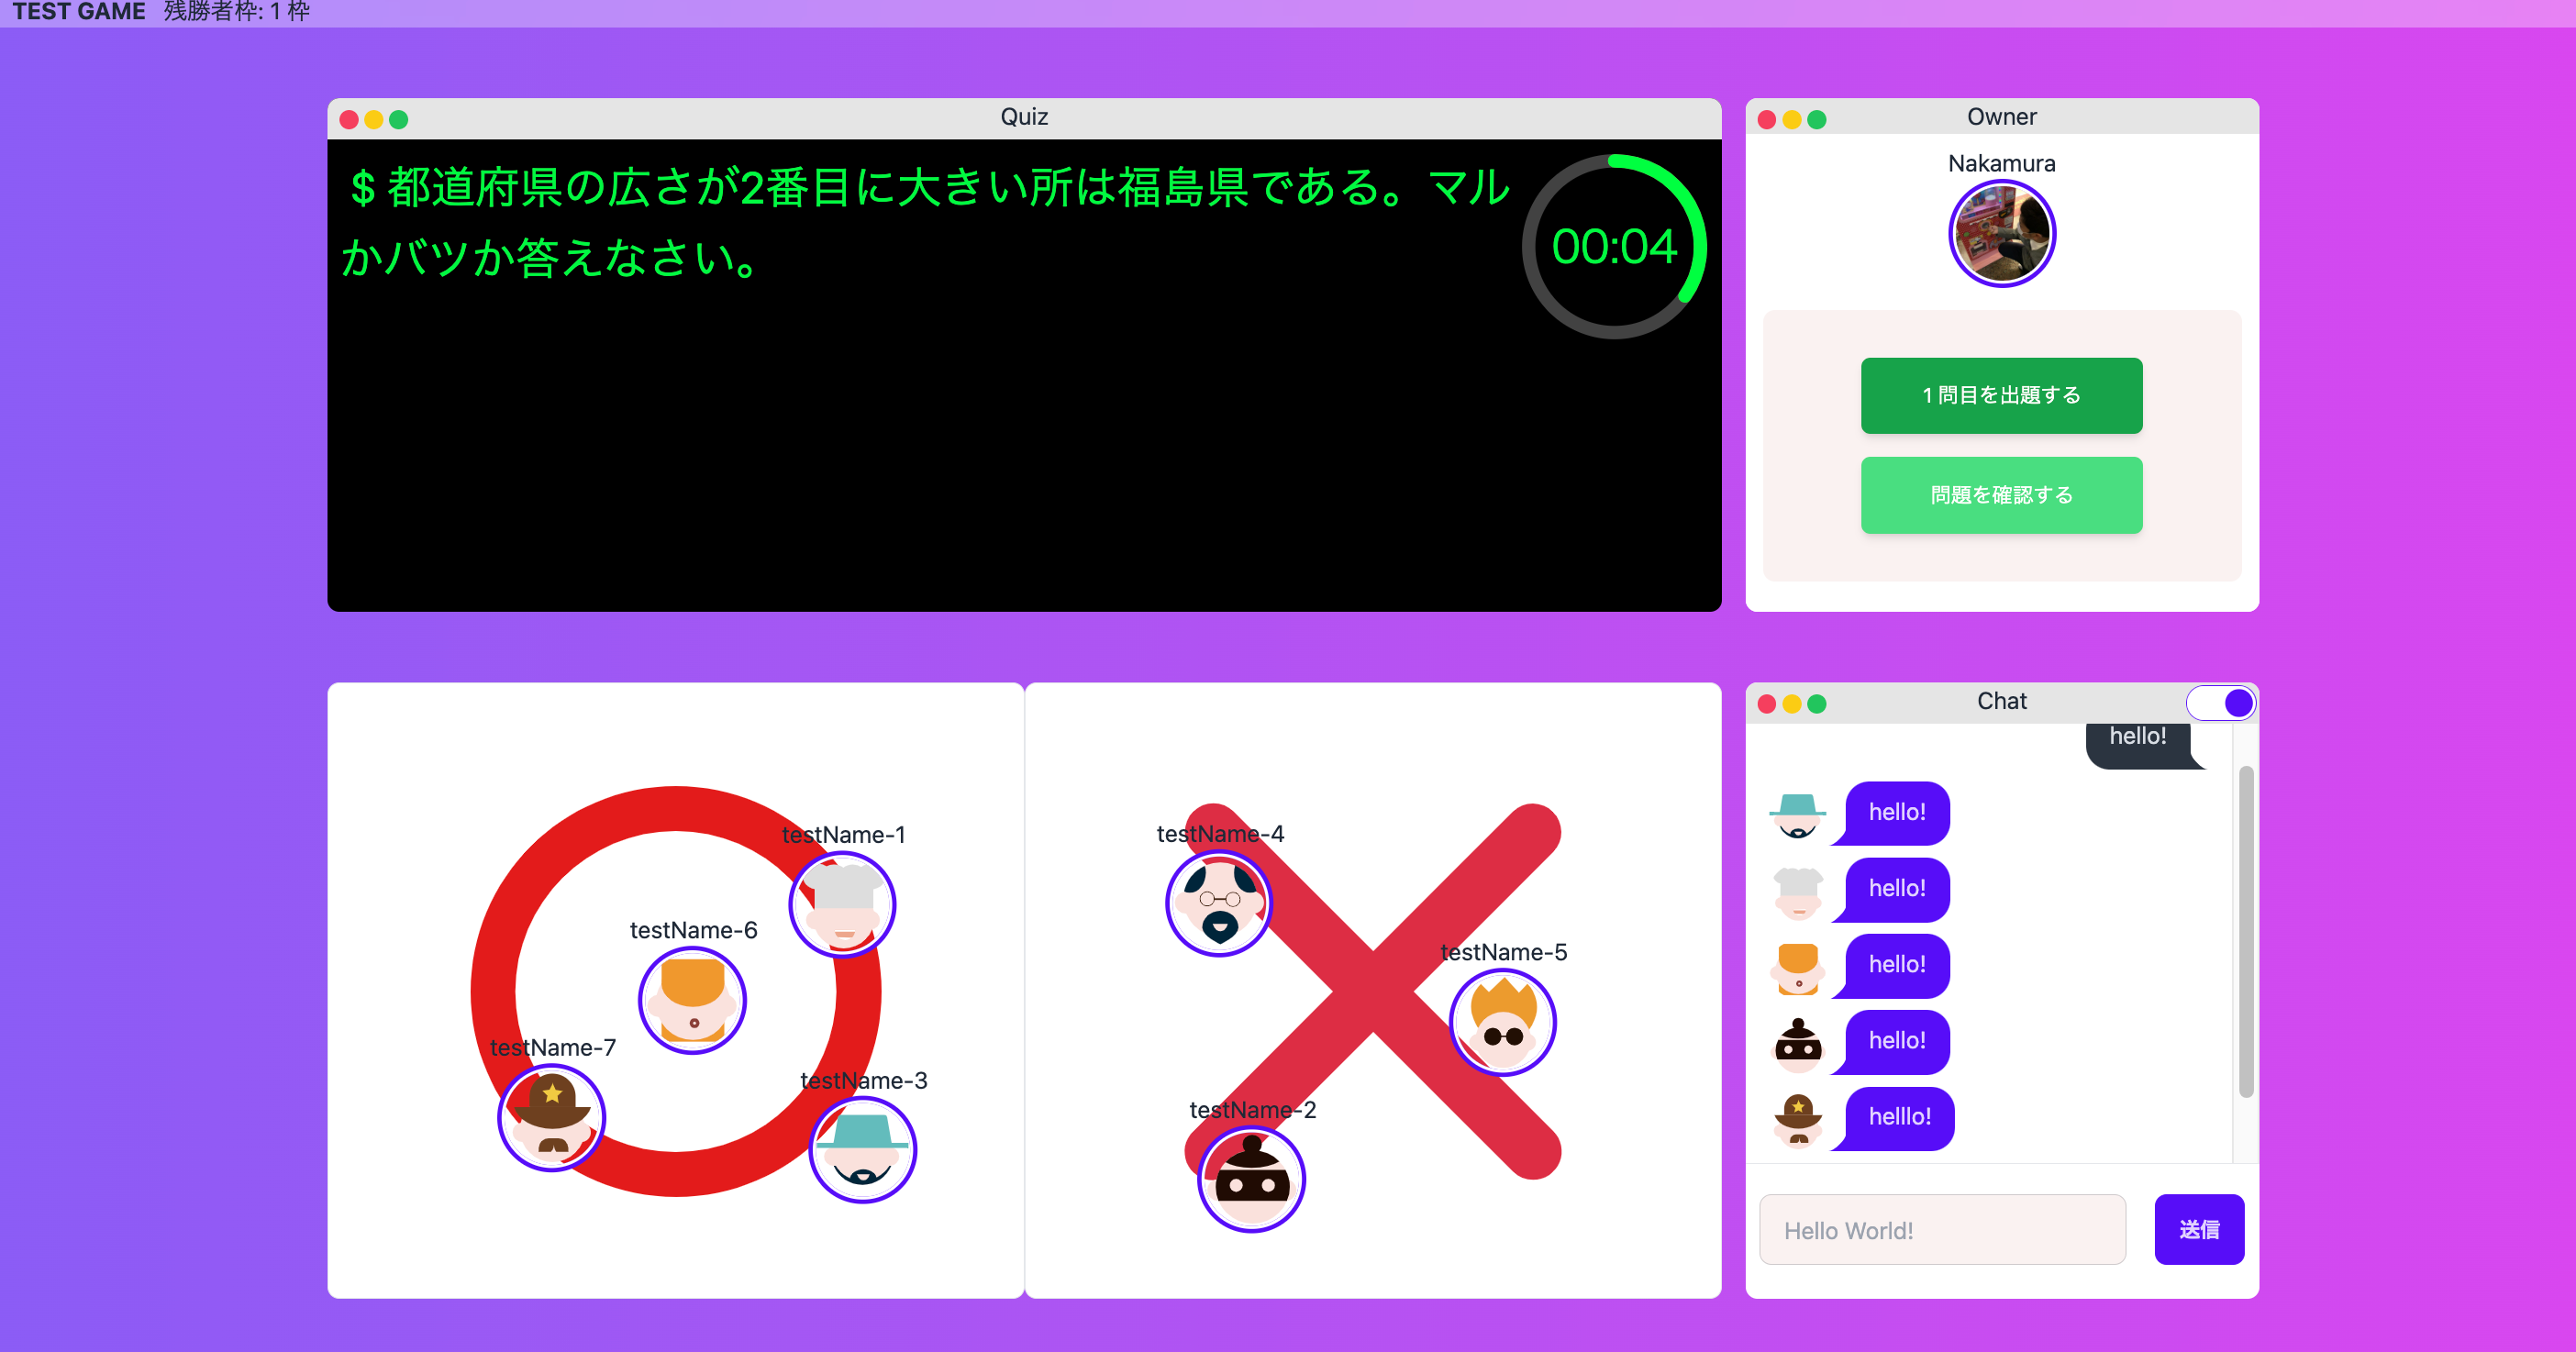 TEST GAME 残勝者枠: 1 枠
Quiz
$ 都道府県の広さが2番目に大きい所は福島県である。マル
かバツか答えなさい。
00:04
Owner
Nakamura
1 問目を出題する
問題を確認する
testName-1
testName-6
testName-7
testName-3
testName-4
testName-5
testName-2
Chat
hello!
hello!
hello!
hello!
hello!
helllo!
Hello World!
送信